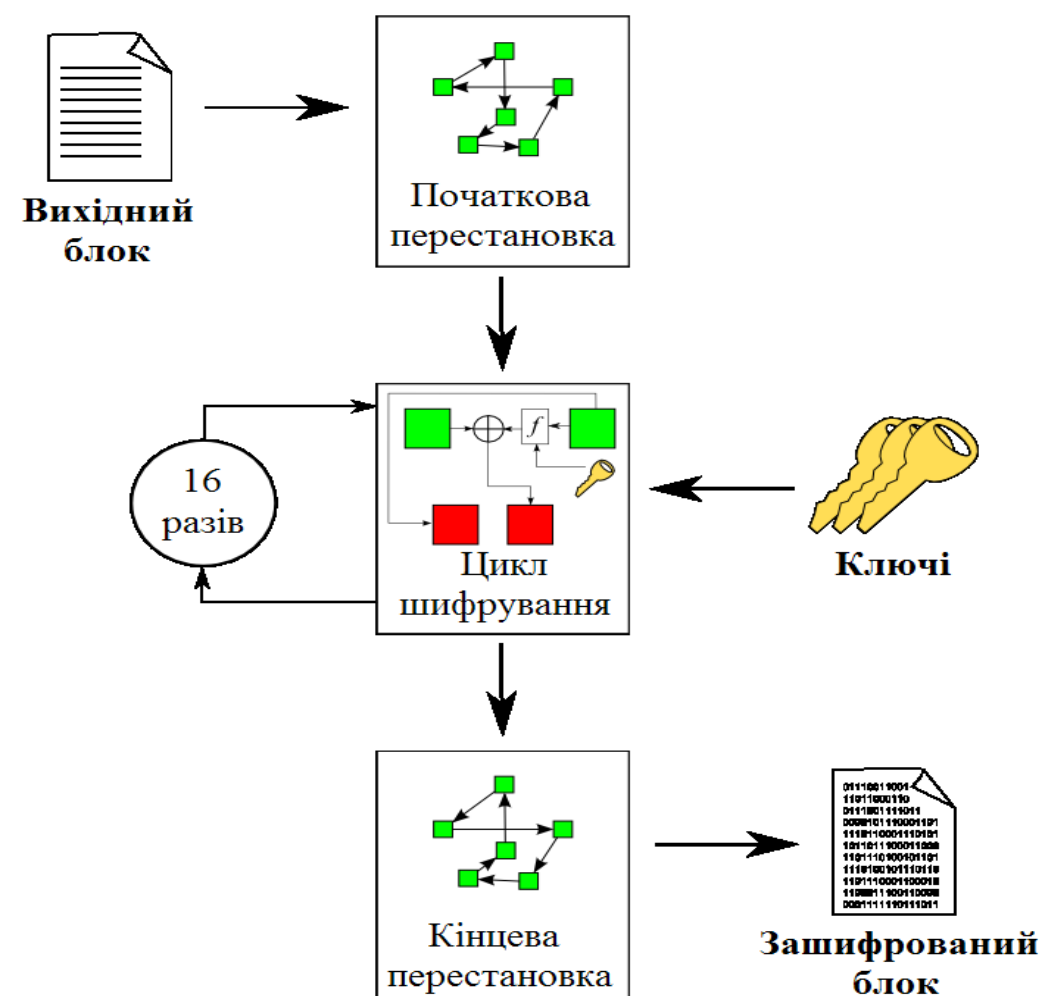 Вихідний
блок
Початкова
перестановка
16
разів
f
Цикл
шифрування
Ключі
Кінцева
перестановка
Зашифрований
блок